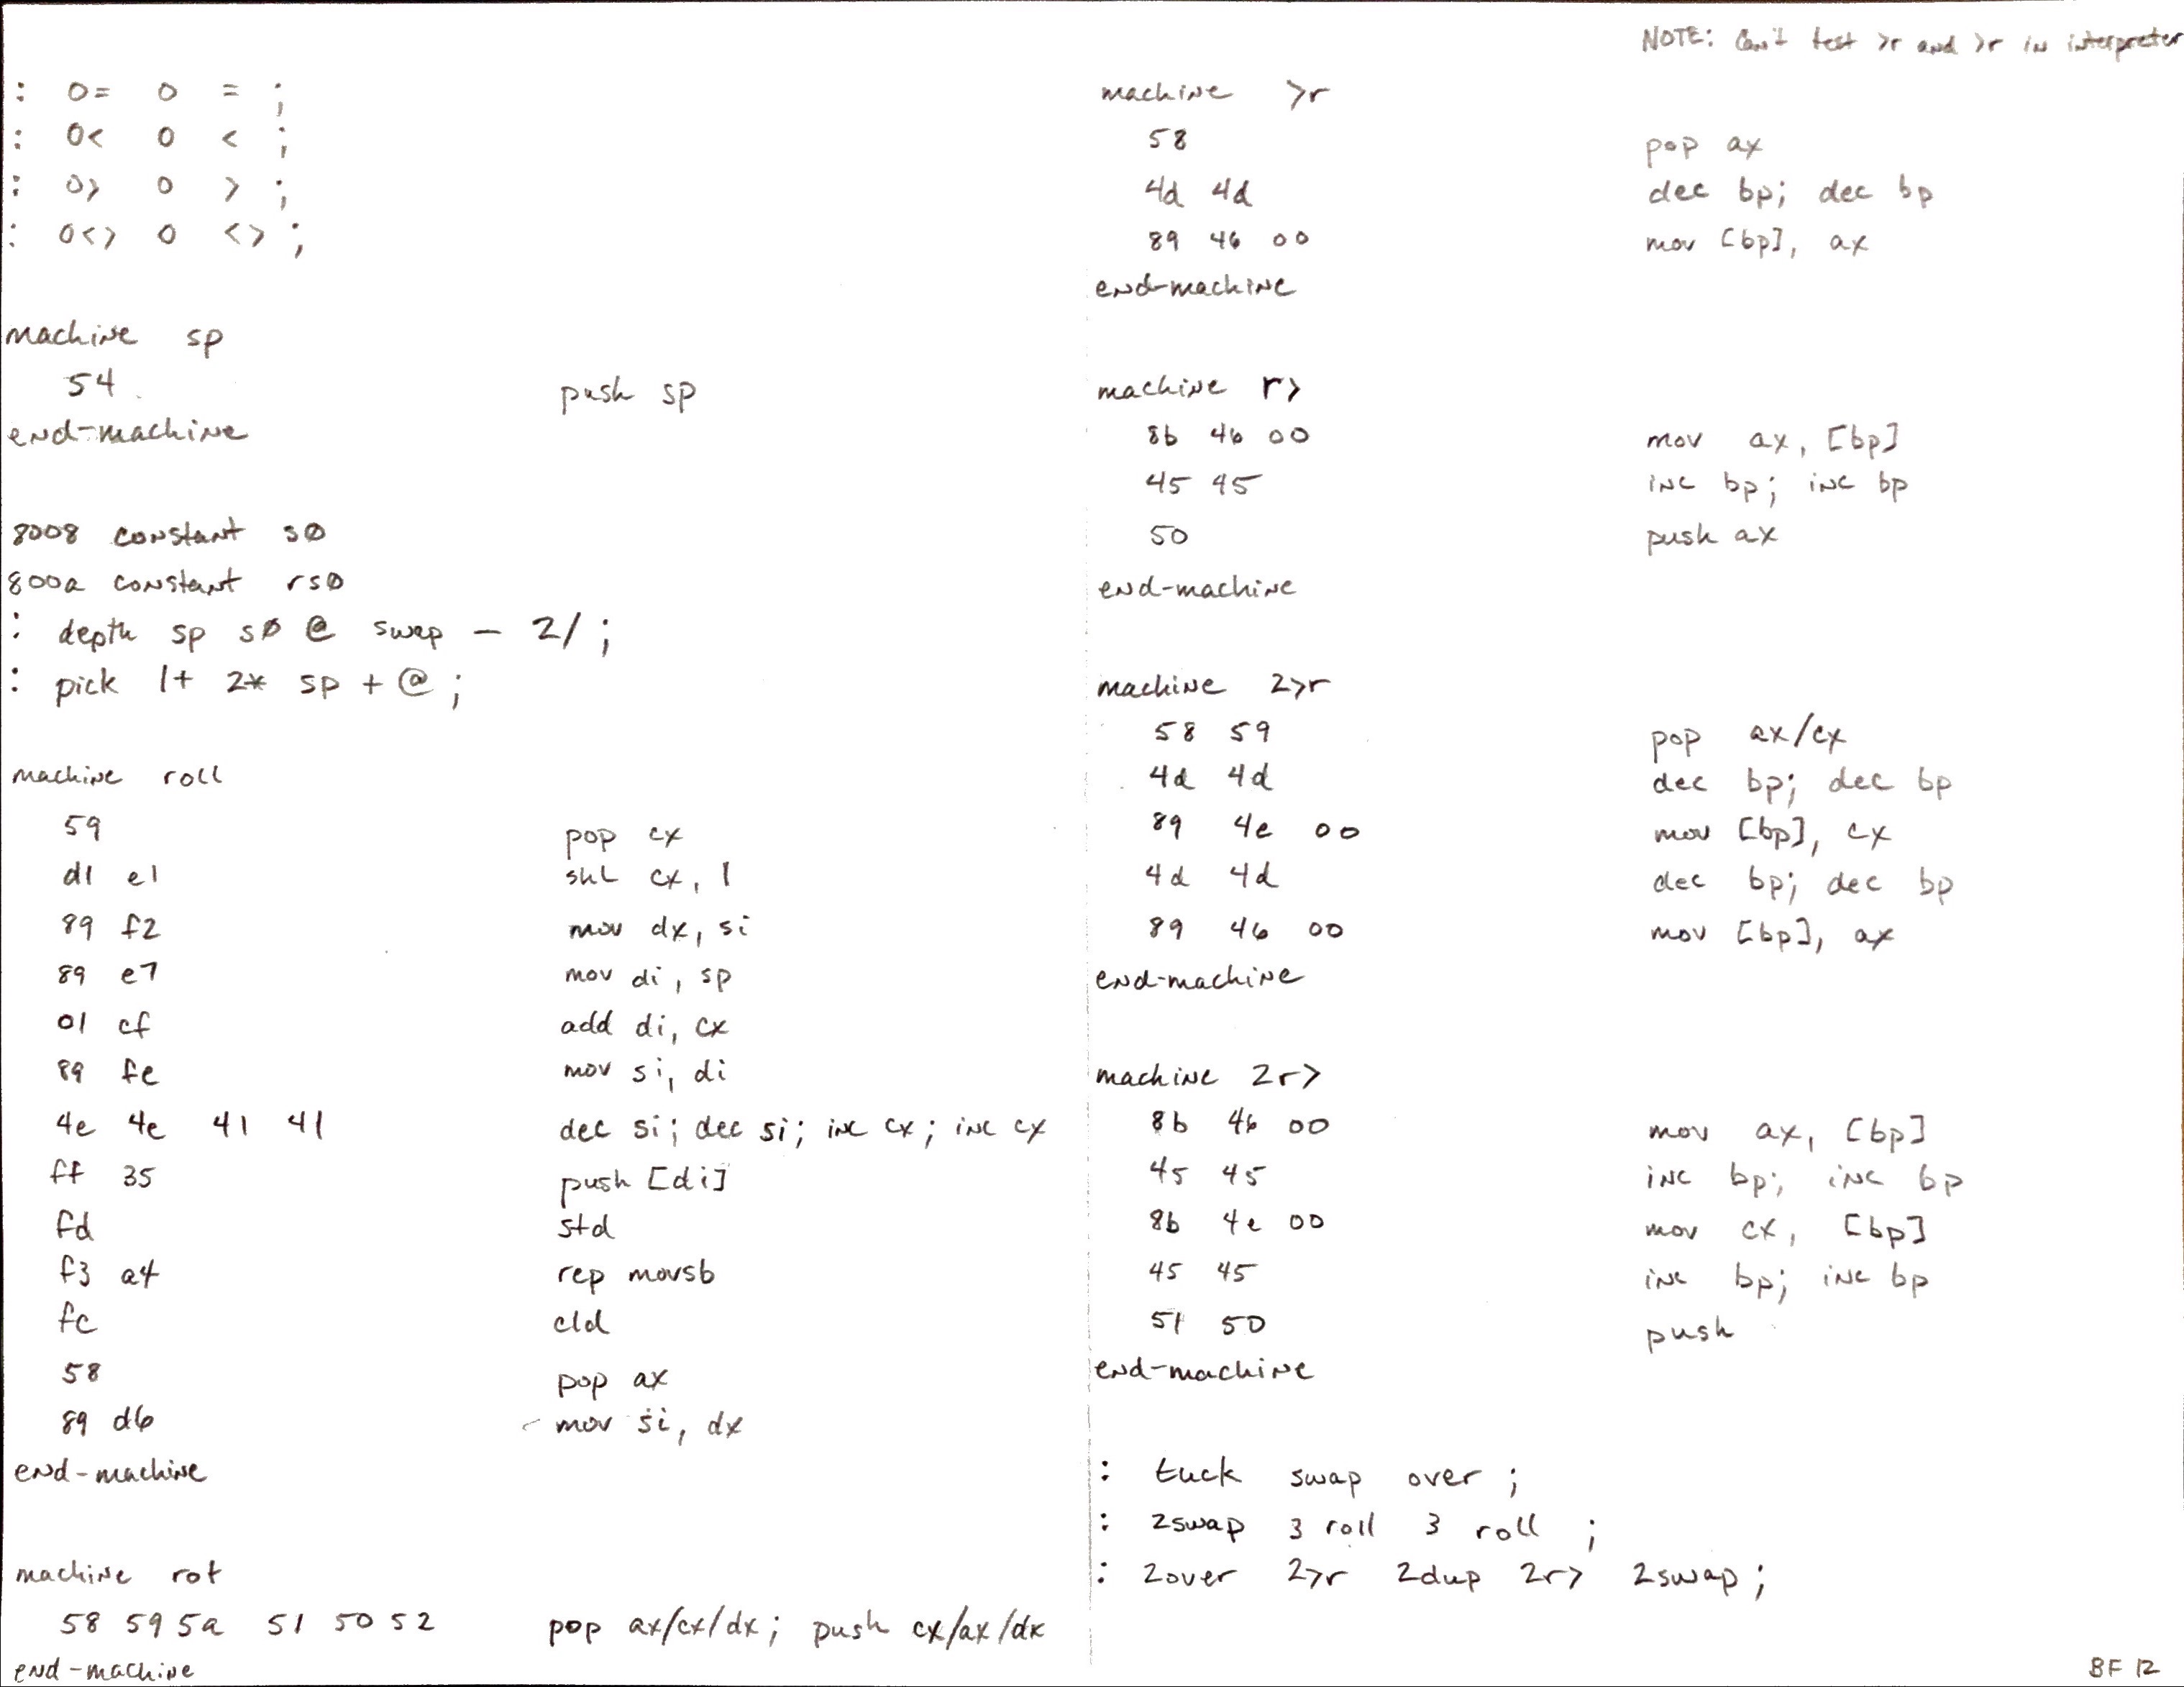 : 0= 0 = ;
: 0< 0 < ;
: 0> 0 > ;
: 0<> 0 <> ;
machine sp
54 push sp
end-machine
8008 constant s0
800a constant rs0
: depth sp s0 @ swap - 2/ ;
: pick 1+ 2* sp + @ ;
machine roll
59 pop cx
d1 e1 shl cx, 1
89 f2 mov dx, si
89 e7 mov di, sp
01 cf add di, cx
89 fe mov si, di
4e 4e 41 41 dec si; dec si; inc cx; inc cx
ff 35 push [di]
fd std
f3 a4 rep movsb
fc cld
58 pop ax
89 d6 mov si, dx
end-machine
machine rot
58 59 5a 51 50 52 pop ax/cx/dx; push cx/ax/dx
end-machine
NOTE: Can't test >r and >r in interpreter
machine >r
58 pop ax
4d 4d dec bp; dec bp
89 46 00 mov [bp], ax
end-machine
machine r>
8b 46 00 mov ax, [bp]
45 45 inc bp; inc bp
50 push ax
end-machine
machine 2>r
58 59 pop ax/cx
4d 4d dec bp; dec bp
89 4e 00 mov [bp], cx
4d 4d dec bp; dec bp
89 46 00 mov [bp], ax
end-machine
machine 2r>
8b 46 00 mov ax, [bp]
45 45 inc bp; inc bp
8b 4e 00 mov cx, [bp]
45 45 inc bp; inc bp
51 50 push
end-machine
: tuck swap over ;
: 2swap 3 roll 3 roll ;
: 2over 2>r 2dup 2r> 2swap ;
BF 12